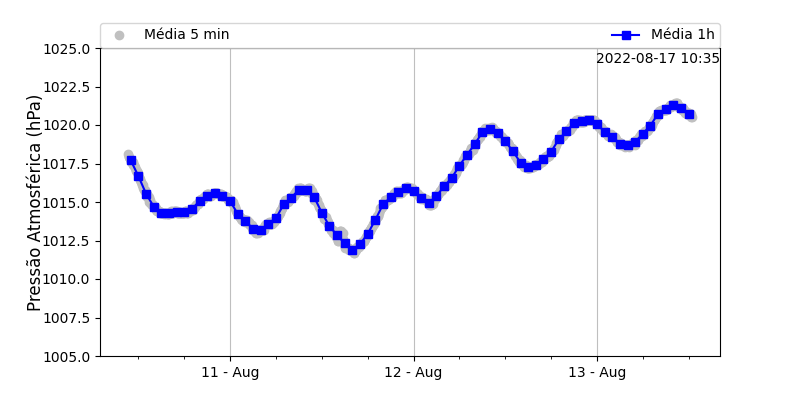 Média 5 min
Média 1h
2022-08-17 10:35
Pressão Atmosférica (hPa)
1025.0
1022.5
1020.0
1017.5
1015.0
1012.5
1010.0
1007.5
1005.0
11 - Aug
12 - Aug
13 - Aug